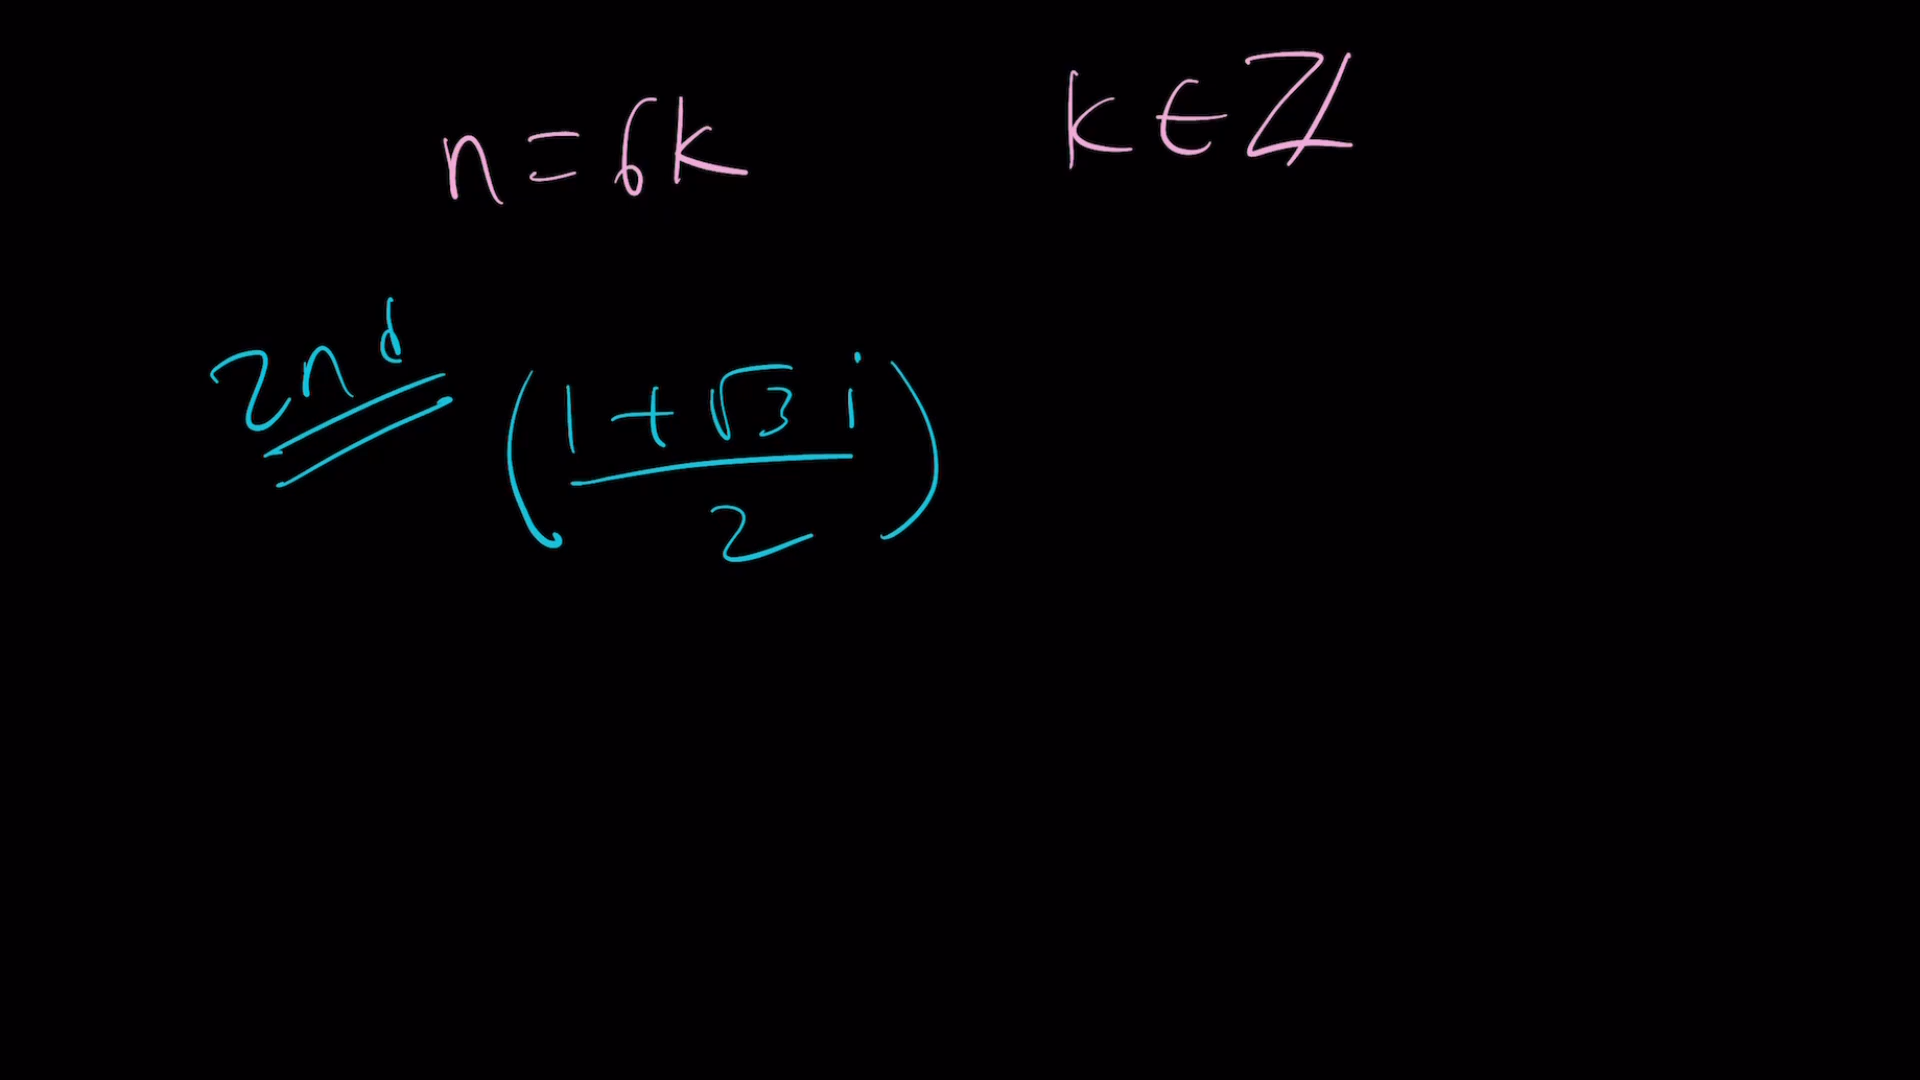 n = 6k k ∈ ℤ
2nd (1 + √3 i / 2)